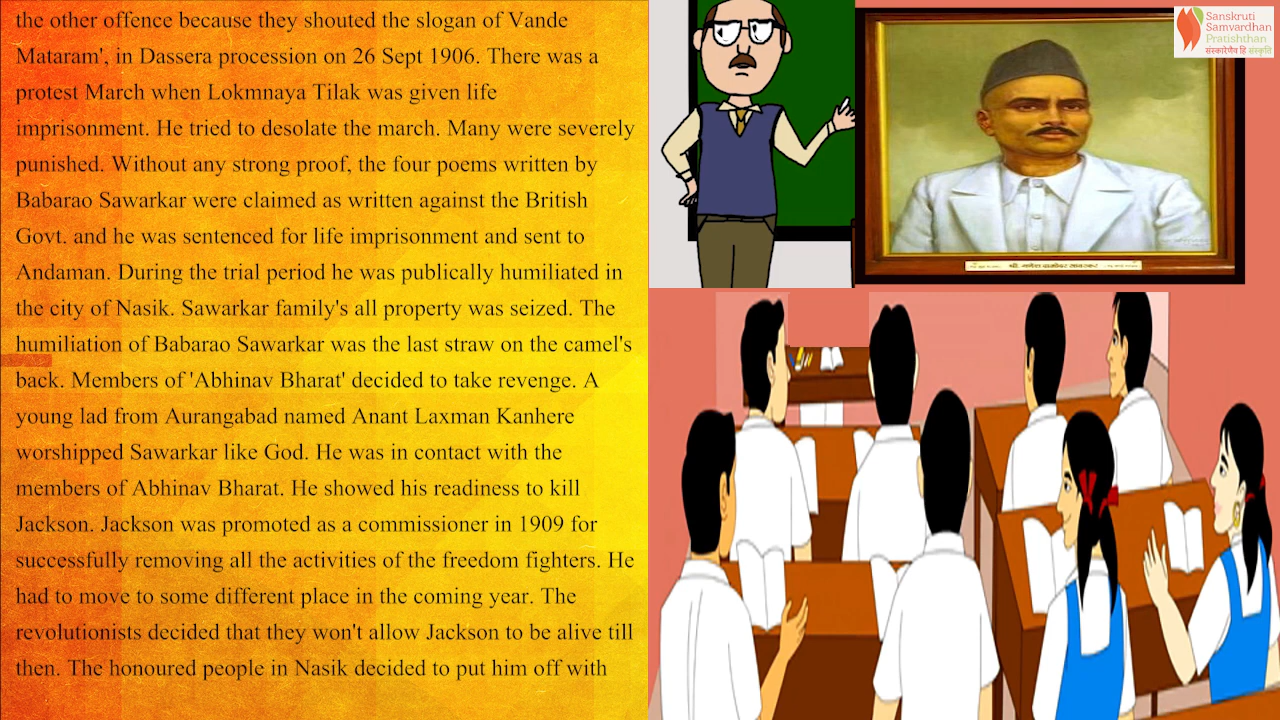 the other offence because they shouted the slogan of Vande
Mataram', in Dassera procession on 26 Sept 1906. There was a
protest March when Lokmnaya Tilak was given life
imprisonment. He tried to desolate the march. Many were severely
punished. Without any strong proof, the four poems written by
Babarao Sawarkar were claimed as written against the British
Govt. and he was sentenced for life imprisonment and sent to
Andaman. During the trial period he was publically humiliated in
the city of Nasik. Sawarkar family's all property was seized. The
humiliation of Babarao Sawarkar was the last straw on the camel's
back. Members of 'Abhinav Bharat' decided to take revenge. A
young lad from Aurangabad named Anant Laxman Kanhere
worshipped Sawarkar like God. He was in contact with the
members of Abhinav Bharat. He showed his readiness to kill
Jackson. Jackson was promoted as a commissioner in 1909 for
successfully removing all the activities of the freedom fighters. He
had to move to some different place in the coming year. The
revolutionists decided that they won't allow Jackson to be alive till
then. The honoured people in Nasik decided to put him off with
Sanskruti
Samvardhan
Pratishthan
संस्कारेणैव हि संस्कृति
श्री. गणेश दामोदर सावरकर